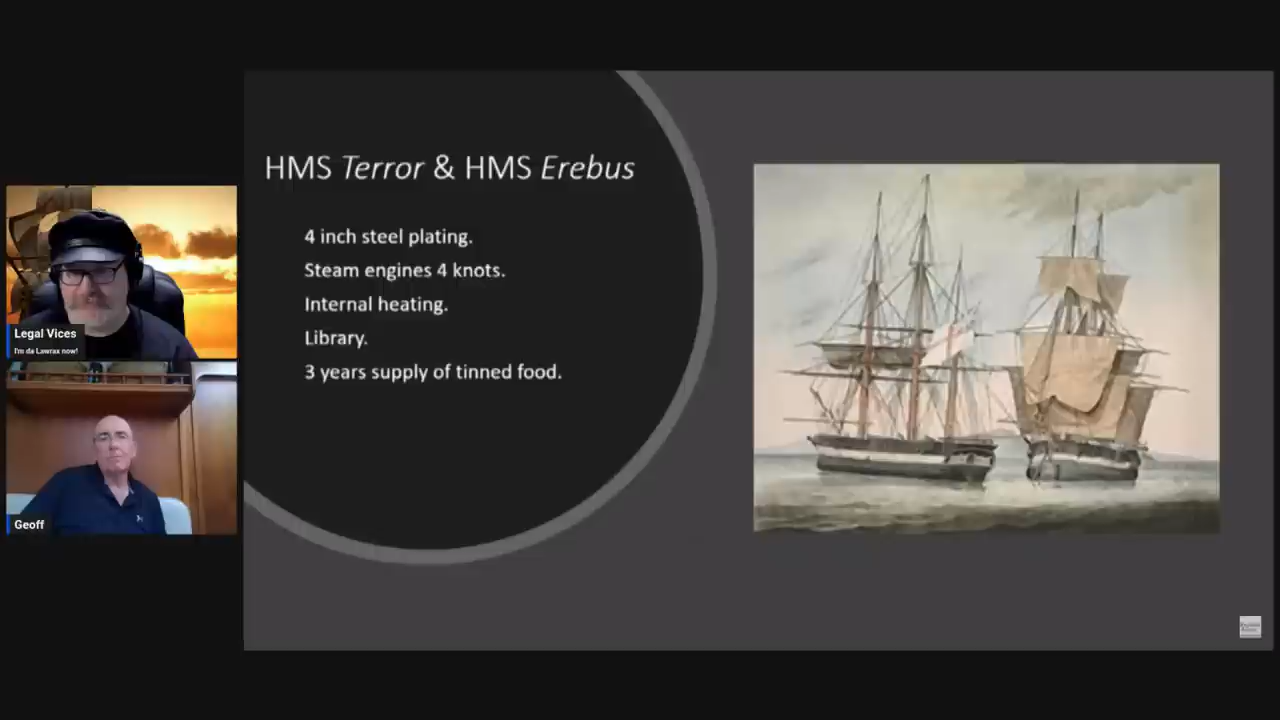 HMS Terror & HMS Erebus
4 inch steel plating.
Steam engines 4 knots.
Internal heating.
Library.
3 years supply of tinned food.
Legal Vices
I'm da Lawrax now!
Geoff